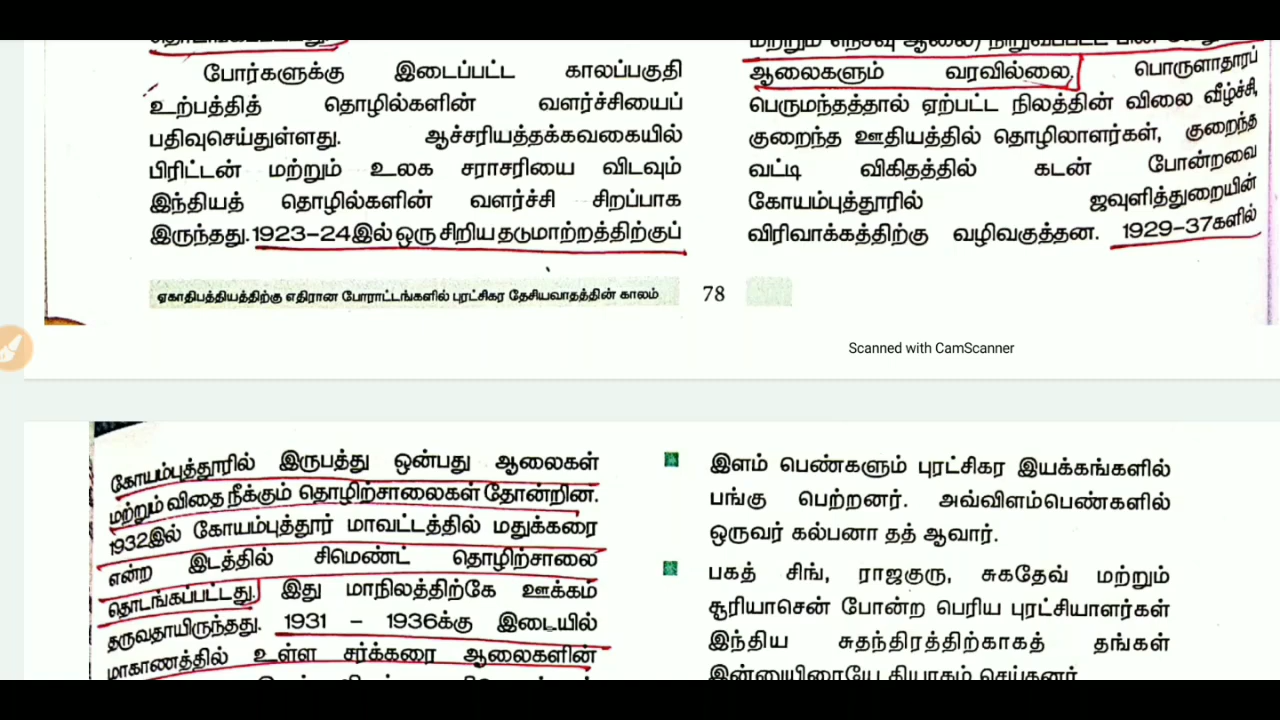 போர்களுக்கு இடைப்பட்ட காலப்பகுதி
உற்பத்தித் தொழில்களின் வளர்ச்சியைப்
பதிவுசெய்துள்ளது. ஆச்சரியத்தக்கவகையில்
பிரிட்டன் மற்றும் உலக சராசரியை விடவும்
இந்தியத் தொழில்களின் வளர்ச்சி சிறப்பாக
இருந்தது. 1923–24இல் ஒரு சிறிய தடுமாற்றத்திற்குப்
ஆலைகளும் வரவில்லை. பொருளாதாரப்
பெருமந்தத்தால் ஏற்பட்ட நிலத்தின் விலை வீழ்ச்சி,
குறைந்த ஊதியத்தில் தொழிலாளர்கள், குறைந்த
வட்டி விகிதத்தில் கடன் போன்றவை
கோயம்புத்தூரில் ஜவுளித்துறையின்
விரிவாக்கத்திற்கு வழிவகுத்தன. 1929–37களில்
ஏகாதிபத்தியத்திற்கு எதிரான போராட்டங்களில் புரட்சிகர தேசியவாதத்தின் காலம் 78
Scanned with CamScanner
கோயம்புத்தூரில் இருபத்து ஒன்பது ஆலைகள்
மற்றும் விதை நீக்கும் தொழிற்சாலைகள் தோன்றின.
1932இல் கோயம்புத்தூர் மாவட்டத்தில் மதுக்கரை
என்ற இடத்தில் சிமெண்ட் தொழிற்சாலை
தொடங்கப்பட்டது. இது மாநிலத்திற்கே ஊக்கம்
தருவதாயிருந்தது. 1931 – 1936க்கு இடையில்
மாகாணத்தில் உள்ள சர்க்கரை ஆலைகளின்
இளம் பெண்களும் புரட்சிகர இயக்கங்களில்
பங்கு பெற்றனர். அவ்விளம்பெண்களில்
ஒருவர் கல்பனா தத் ஆவார்.
பகத் சிங், ராஜகுரு, சுகதேவ் மற்றும்
சூரியாசென் போன்ற பெரிய புரட்சியாளர்கள்
இந்திய சுதந்திரத்திற்காகத் தங்கள்
இன்னுயிரையே தியாகம் செய்தனர்.